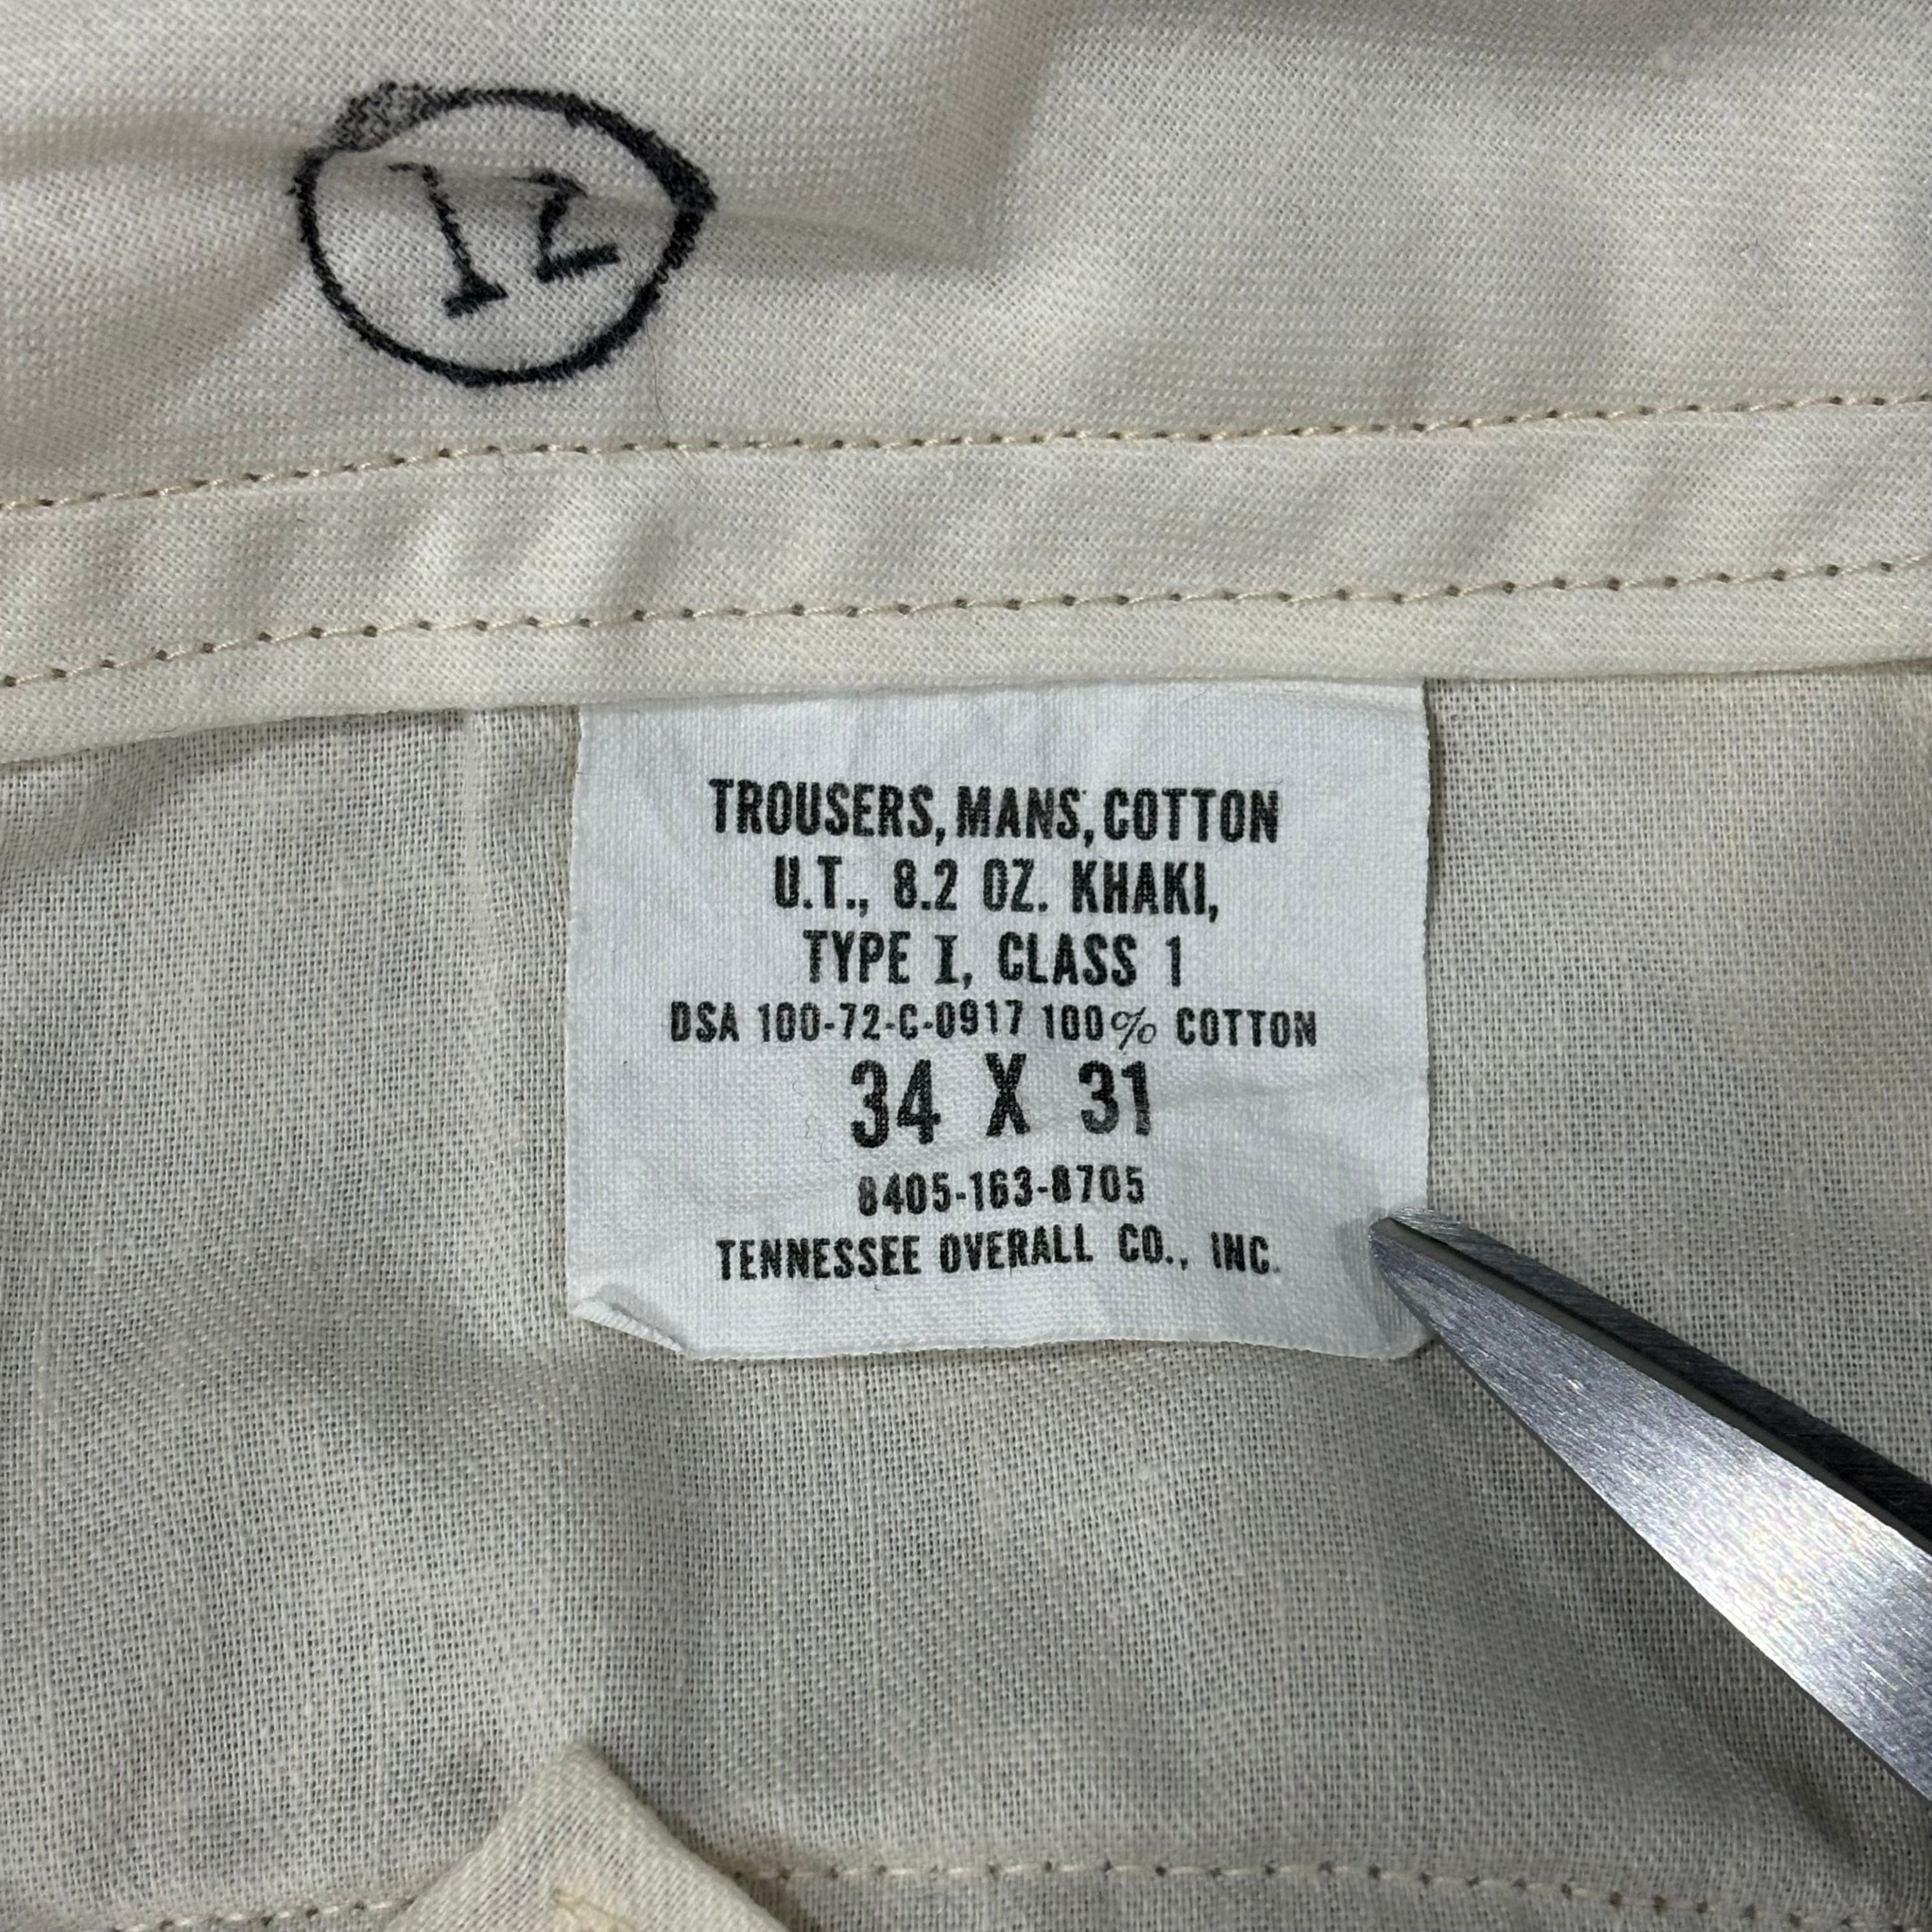 12
TROUSERS, MANS, COTTON
U.T., 8.2 OZ. KHAKI,
TYPE I, CLASS 1
DSA 100-72-C-0917 100% COTTON
34 X 31
8405-163-8705
TENNESSEE OVERALL CO., INC.